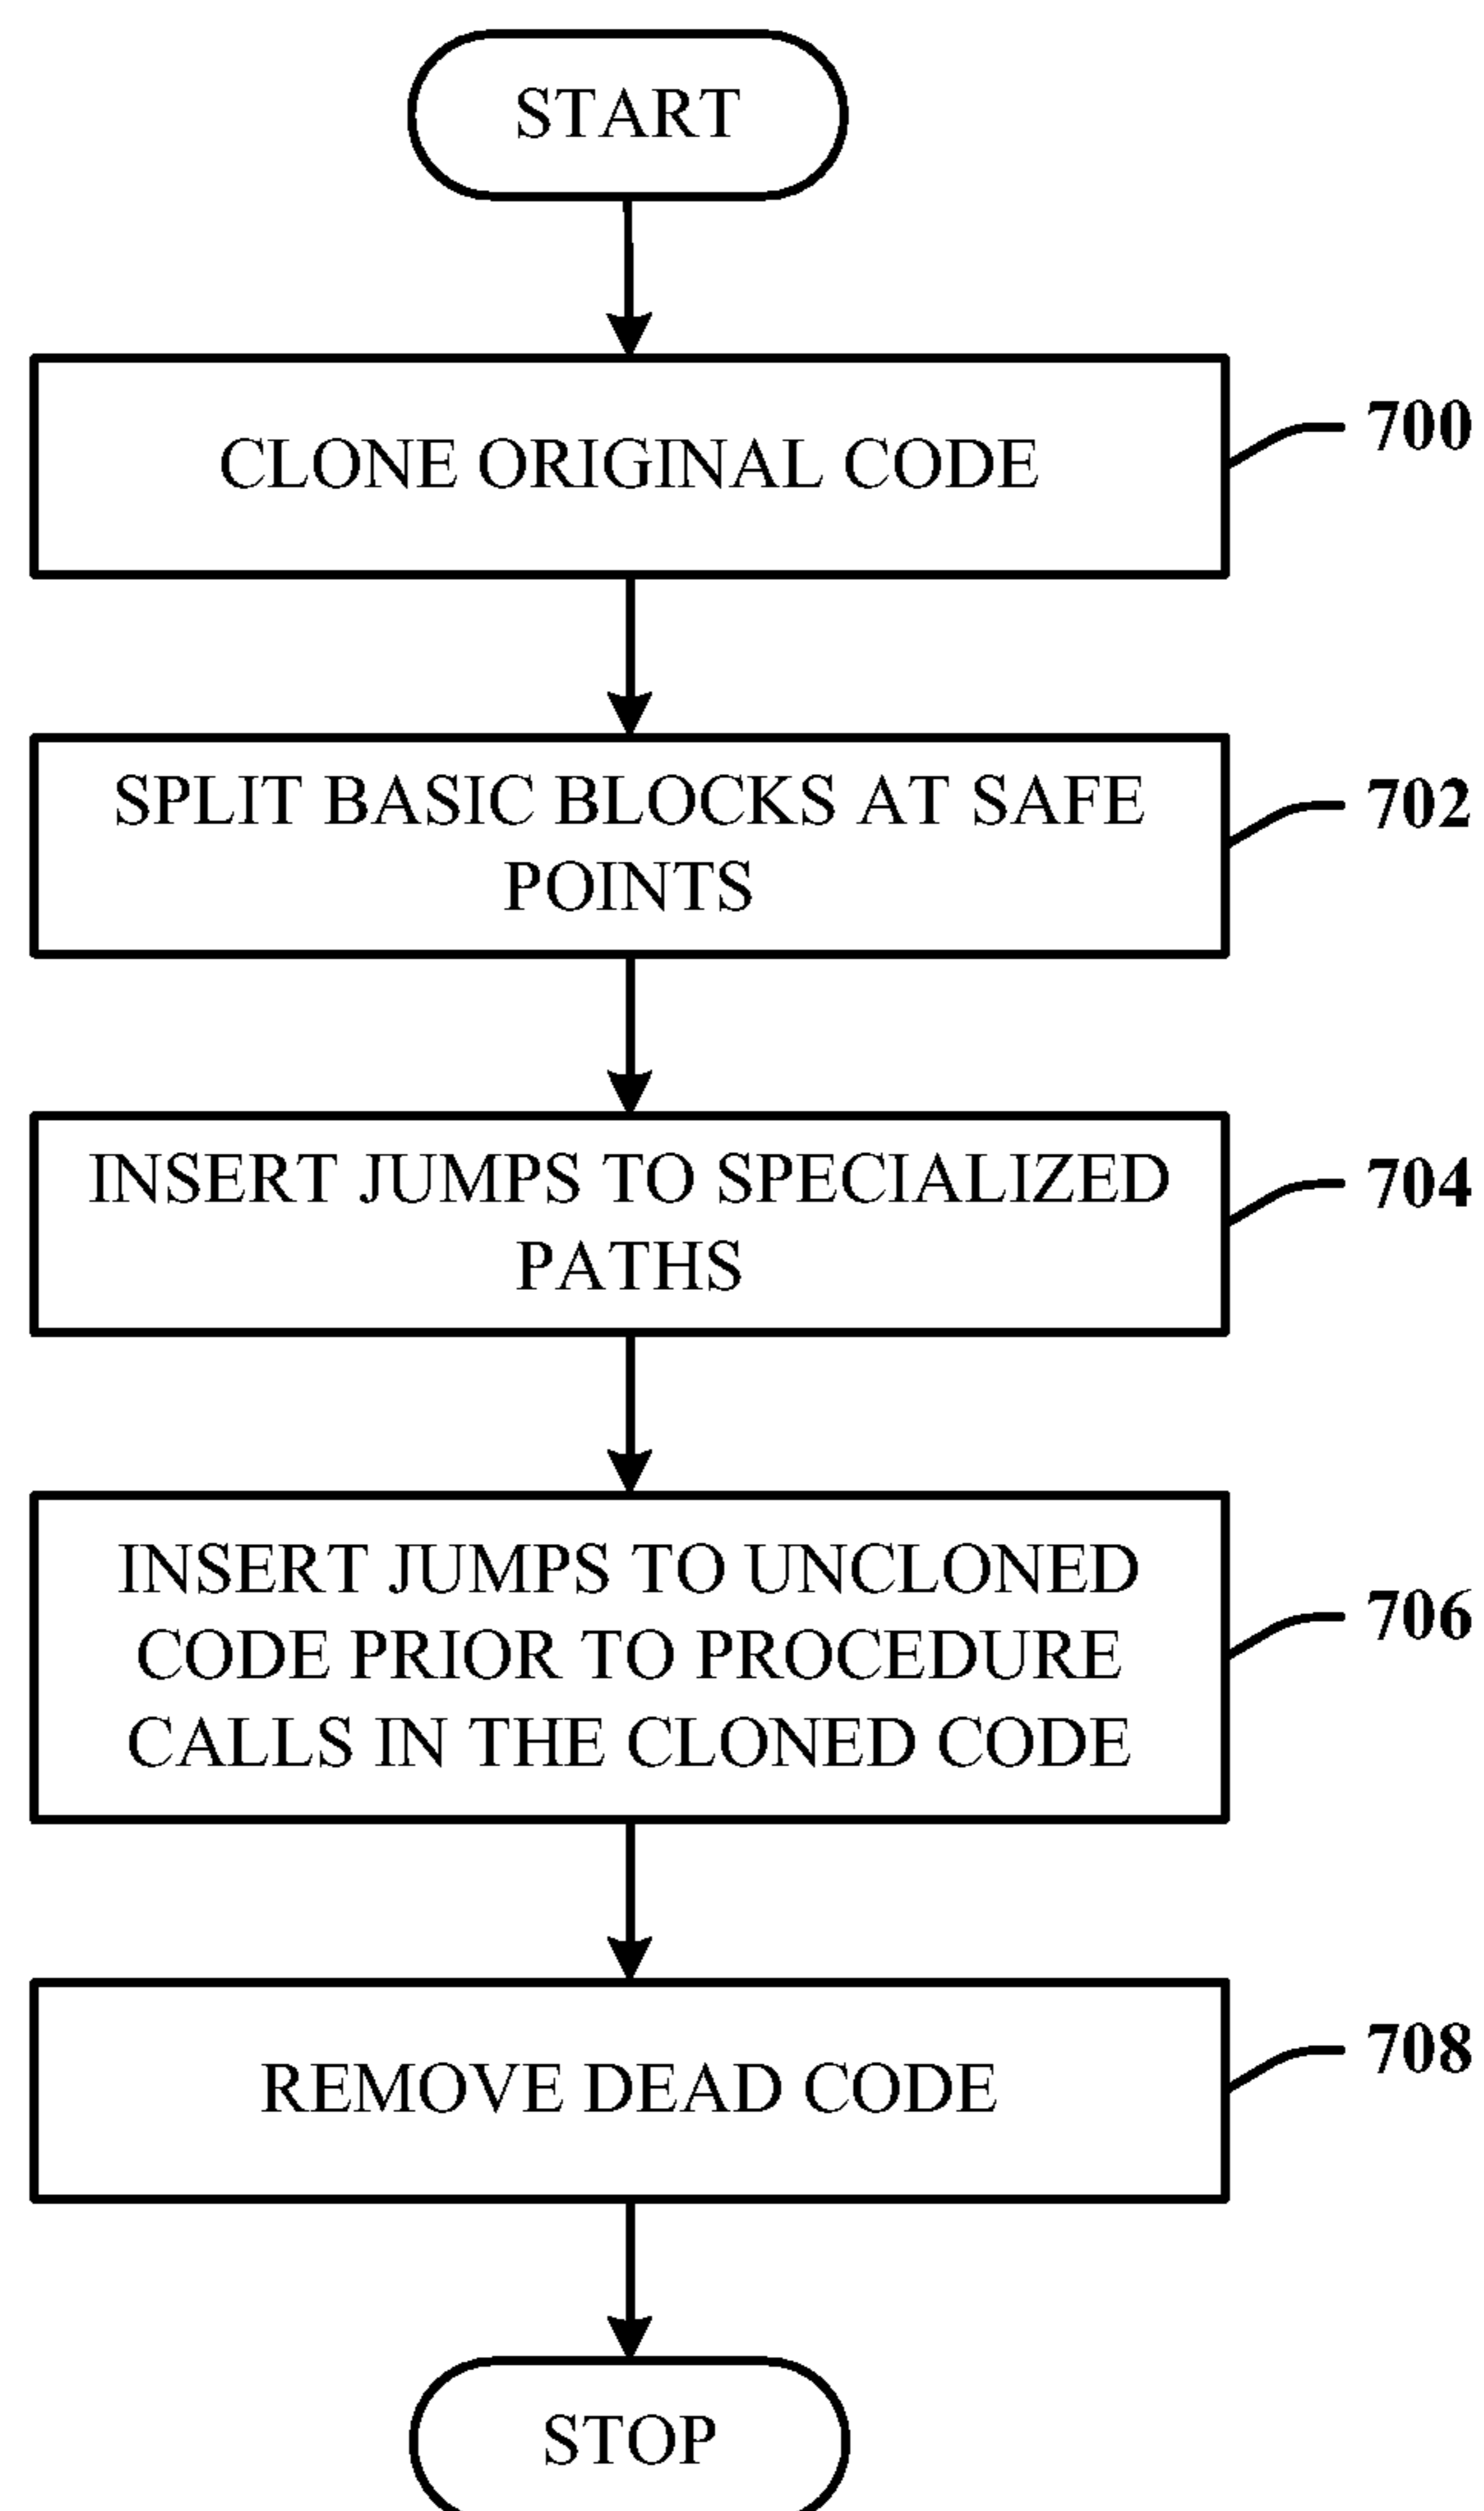 START
CLONE ORIGINAL CODE
700
SPLIT BASIC BLOCKS AT SAFE
POINTS
702
INSERT JUMPS TO SPECIALIZED
PATHS
704
INSERT JUMPS TO UNCLONED
CODE PRIOR TO PROCEDURE
CALLS IN THE CLONED CODE
706
REMOVE DEAD CODE
708
STOP